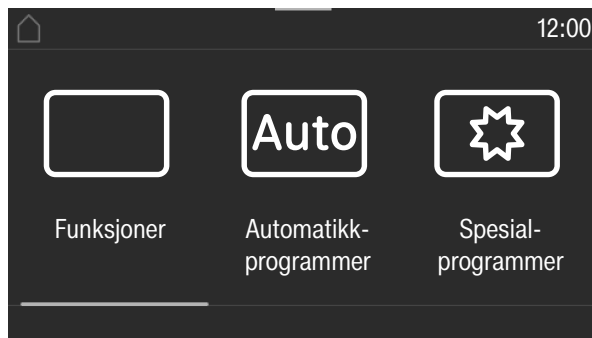 12:00
Auto
Funksjoner
Automatikk-
programmer
Spesial-
programmer